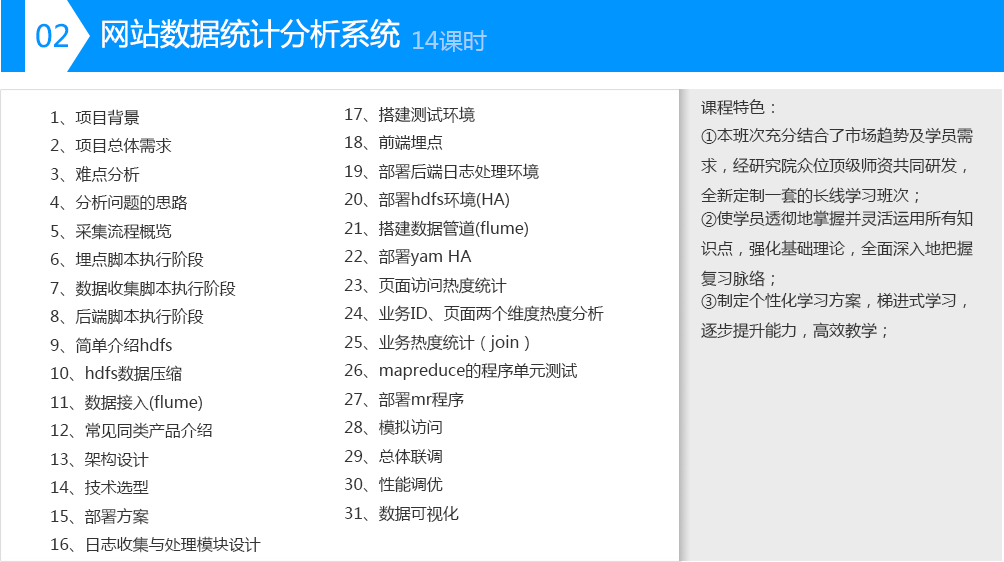 02
网站数据统计分析系统 14课时
1、项目背景
2、项目总体需求
3、难点分析
4、分析问题的思路
5、采集流程概览
6、埋点脚本执行阶段
7、数据收集脚本执行阶段
8、后端脚本执行阶段
9、简单介绍hdfs
10、hdfs数据压缩
11、数据接入(flume)
12、常见同类产品介绍
13、架构设计
14、技术选型
15、部署方案
16、日志收集与处理模块设计
17、搭建测试环境
18、前端埋点
19、部署后端日志处理环境
20、部署hdfs环境(HA)
21、搭建数据管道(flume)
22、部署yam HA
23、页面访问热度统计
24、业务ID、页面两个维度热度分析
25、业务热度统计（join）
26、mapreduce的程序单元测试
27、部署mr程序
28、模拟访问
29、总体联调
30、性能调优
31、数据可视化
课程特色：
①本班次充分结合了市场趋势及学员需
求，经研究院众位顶级师资共同研发，
全新定制一套的长线学习班次；
②使学员透彻地掌握并灵活运用所有知
识点，强化基础理论，全面深入地把握
复习脉络；
③制定个性化学习方案，梯进式学习，
逐步提升能力，高效教学；